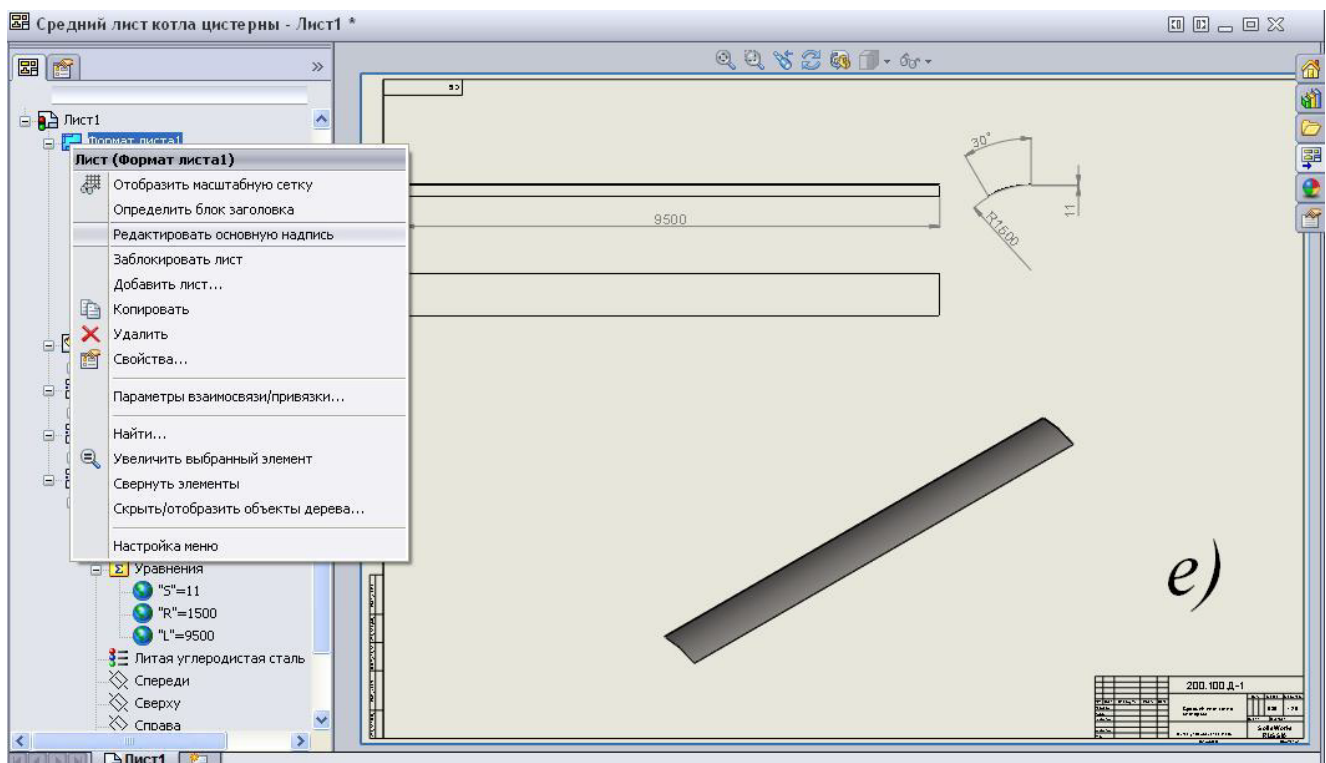 Средний лист котла цистерны - Лист1 *
Лист1
Формат листа1
Лист (Формат листа1)
Отобразить масштабную сетку
Определить блок заголовка
Редактировать основную надпись
Заблокировать лист
Добавить лист...
Копировать
Удалить
Свойства...
Параметры взаимосвязи/привязки...
Найти...
Увеличить выбранный элемент
Свернуть элементы
Скрыть/отобразить объекты дерева...
Настройка меню
Уравнения
"S"=11
"R"=1500
"L"=9500
Литая углеродистая сталь
Спереди
Сверху
Справа
Лист1
30°
9500
11
R1500
е)
200.100.Д-1
SolidWorks
RUSSIA